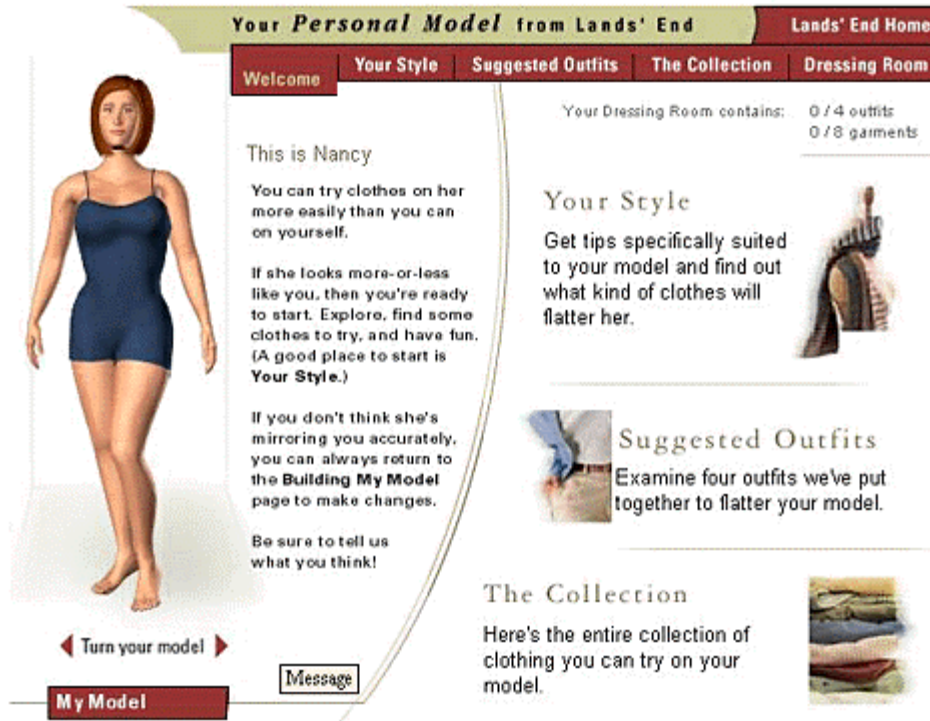 Your Personal Model from Lands' End
Lands' End Home
Welcome
Your Style
Suggested Outfits
The Collection
Dressing Room
Your Dressing Room contains:
0 / 4 outfits
0 / 8 garments
This is Nancy
You can try clothes on her
more easily than you can
on yourself.
If she looks more-or-less
like you, then you're ready
to start. Explore, find some
clothes to try, and have fun.
(A good place to start is
Your Style.)
If you don't think she's
mirroring you accurately,
you can always return to
the Building My Model
page to make changes.
Be sure to tell us
what you think!
Your Style
Get tips specifically suited
to your model and find out
what kind of clothes will
flatter her.
Suggested Outfits
Examine four outfits we've put
together to flatter your model.
The Collection
Here's the entire collection of
clothing you can try on your
model.
Turn your model
Message
My Model